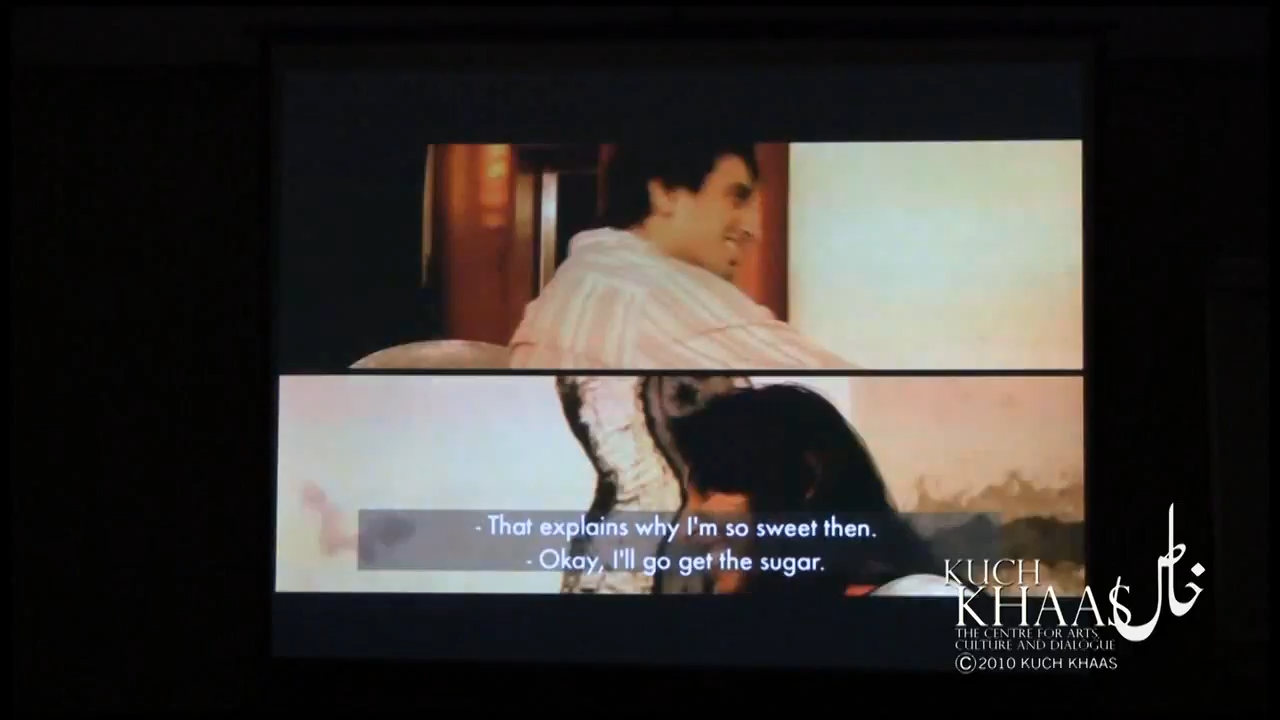 - That explains why I'm so sweet then.
- Okay, I'll go get the sugar.
KUCH
KHAAS خاص
THE CENTRE FOR ARTS,
CULTURE AND DIALOGUE
©2010 KUCH KHAAS